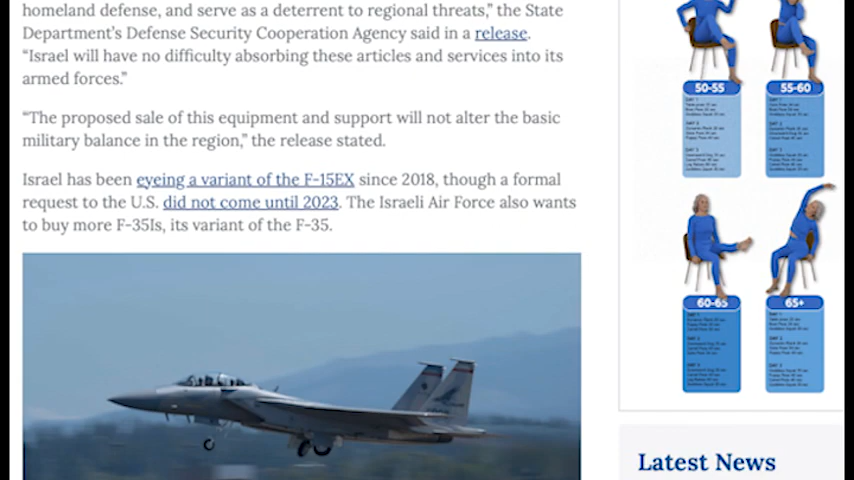 homeland defense, and serve as a deterrent to regional threats,” the State
Department’s Defense Security Cooperation Agency said in a release.
“Israel will have no difficulty absorbing these articles and services into its
armed forces.”
“The proposed sale of this equipment and support will not alter the basic
military balance in the region,” the release stated.
Israel has been eyeing a variant of the F-15EX since 2018, though a formal
request to the U.S. did not come until 2023. The Israeli Air Force also wants
to buy more F-35Is, its variant of the F-35.
50-55
55-60
60-65
65+
Latest News